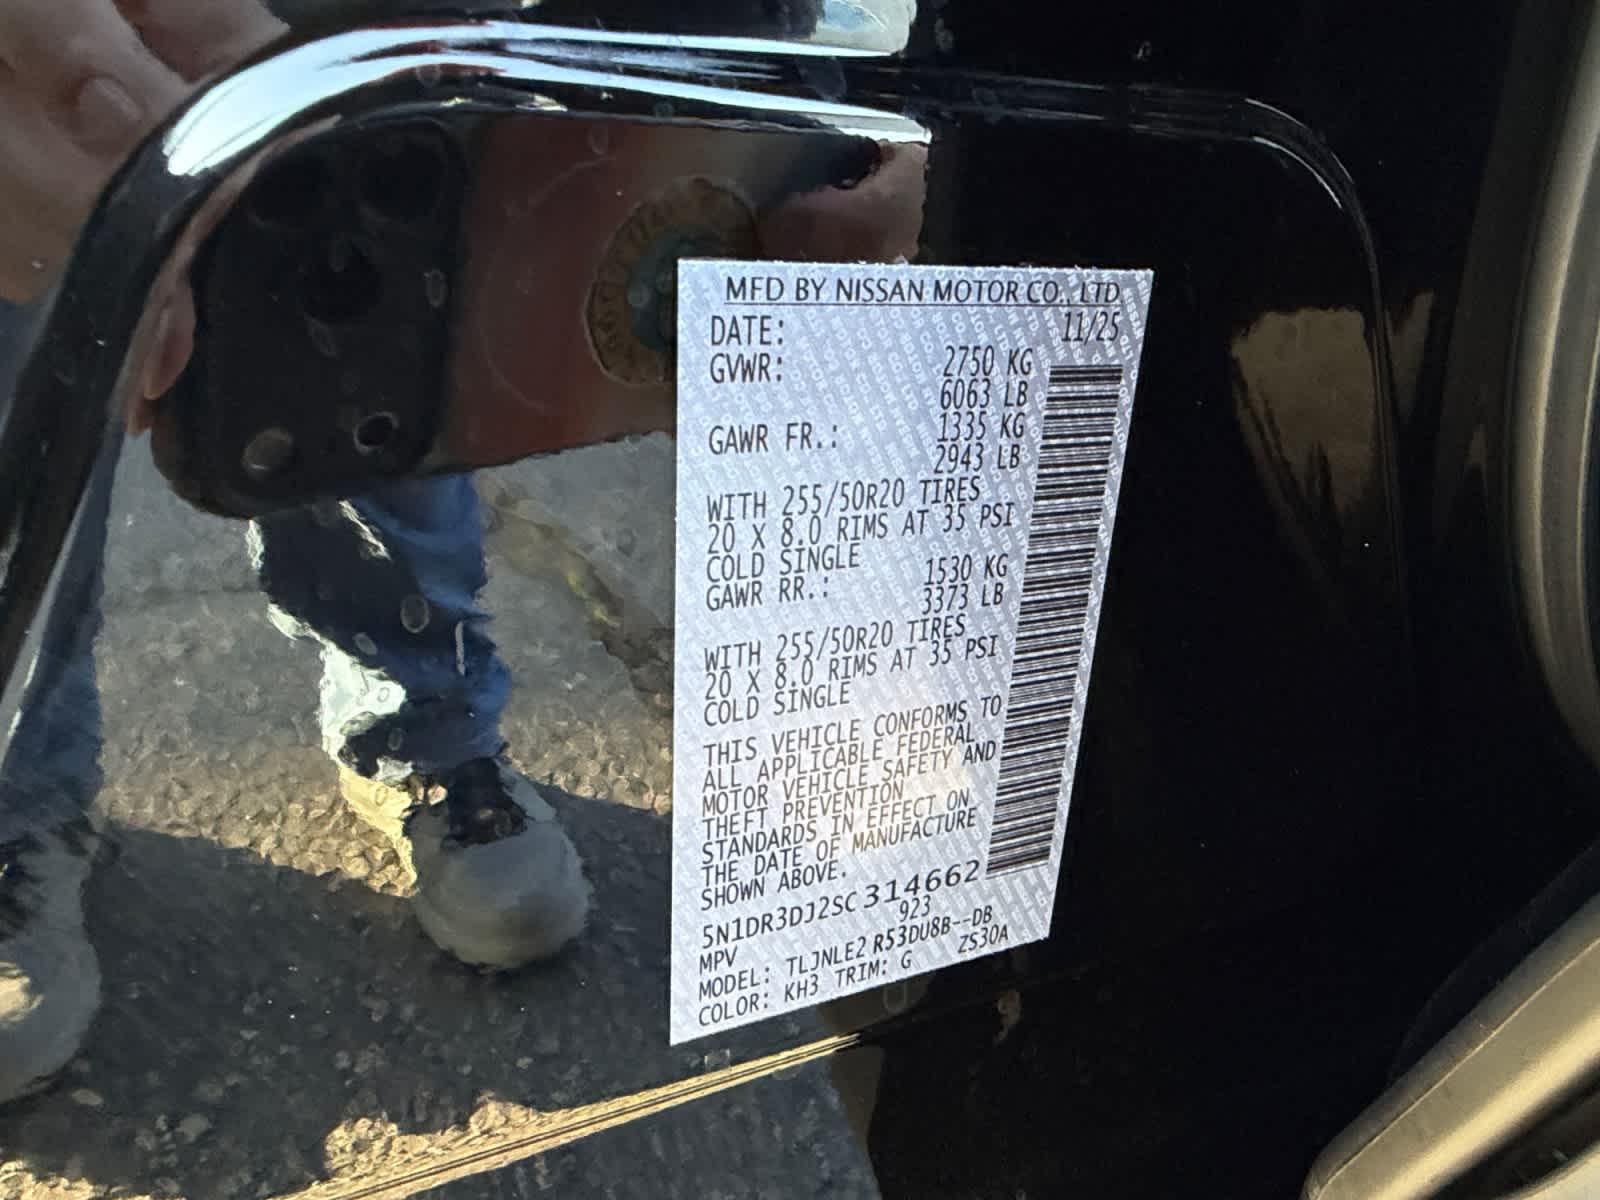 MFD BY NISSAN MOTOR CO., LTD.
DATE: 11/25
GVWR: 2750 KG
6063 LB
GAWR FR.: 1335 KG
2943 LB
WITH 255/50R20 TIRES
20 X 8.0 RIMS AT 35 PSI
COLD SINGLE
GAWR RR.: 1530 KG
3373 LB
WITH 255/50R20 TIRES
20 X 8.0 RIMS AT 35 PSI
COLD SINGLE
THIS VEHICLE CONFORMS TO
ALL APPLICABLE FEDERAL
MOTOR VEHICLE SAFETY AND
THEFT PREVENTION
STANDARDS IN EFFECT ON
THE DATE OF MANUFACTURE
SHOWN ABOVE.
5N1DR3DJ2SC314662
MPV 923
MODEL: TLJNLE2 R53DU8B--DB
COLOR: KH3 TRIM: G ZS30A